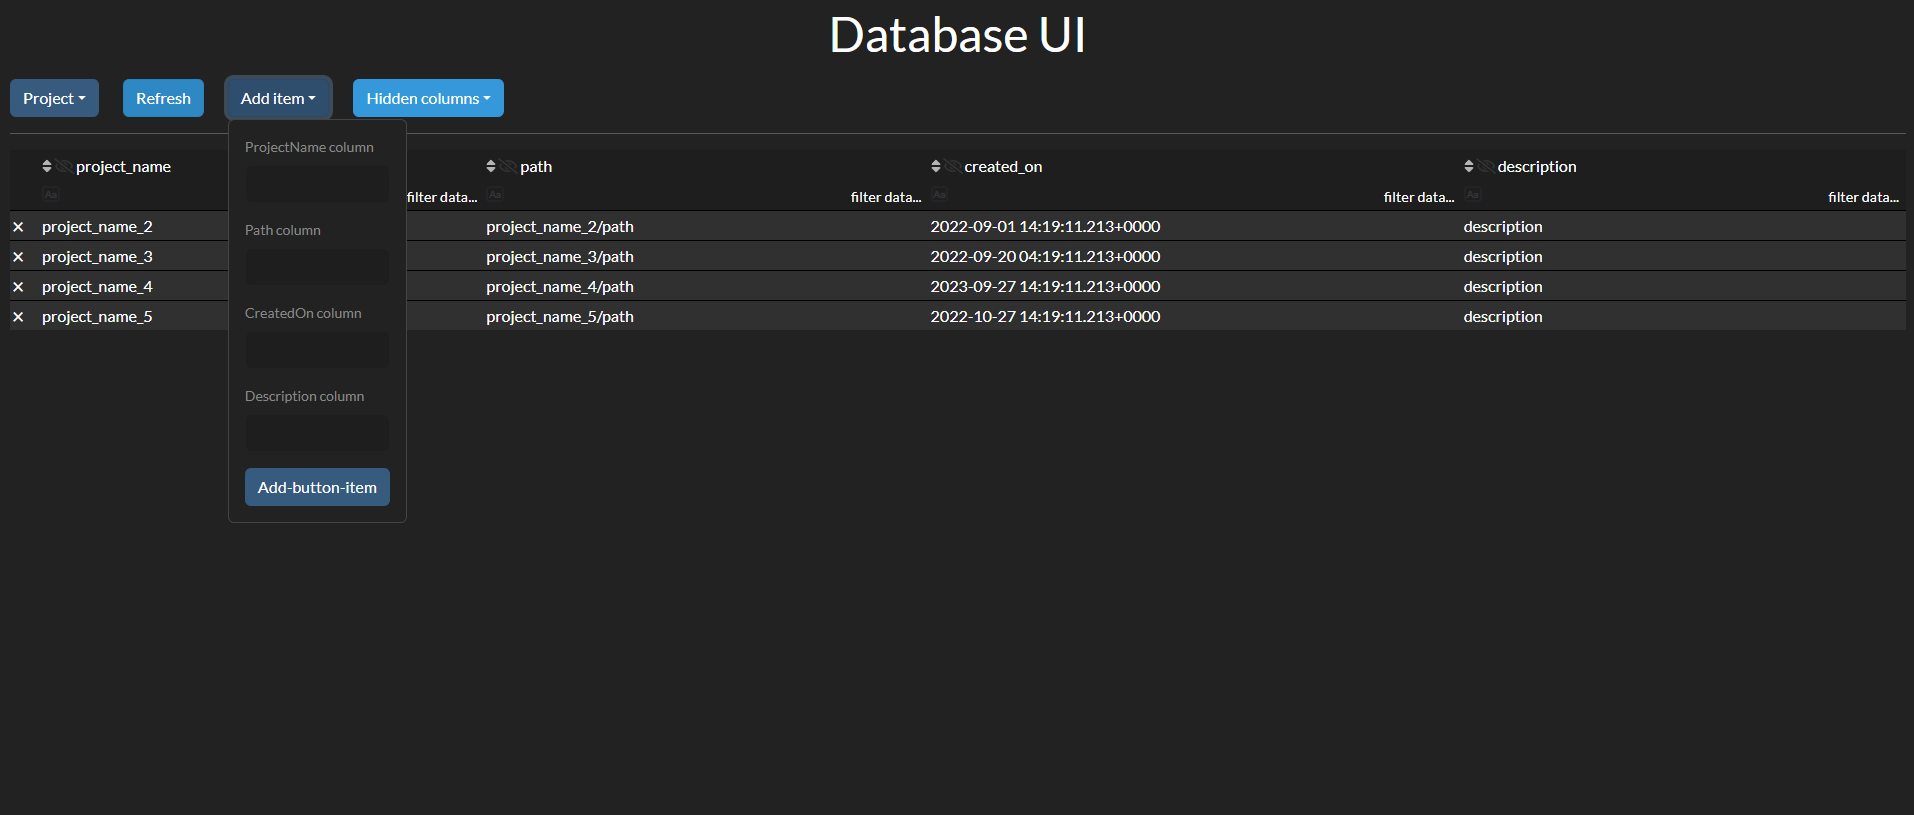 Database UI
Project Refresh Add item Hidden columns
ProjectName column
Path column
CreatedOn column
Description column
Add-button-item
project_name path created_on description
Aa filter data... Aa filter data... Aa filter data... Aa filter data...
× project_name_2 project_name_2/path 2022-09-01 14:19:11.213+0000 description
× project_name_3 project_name_3/path 2022-09-20 04:19:11.213+0000 description
× project_name_4 project_name_4/path 2023-09-27 14:19:11.213+0000 description
× project_name_5 project_name_5/path 2022-10-27 14:19:11.213+0000 description